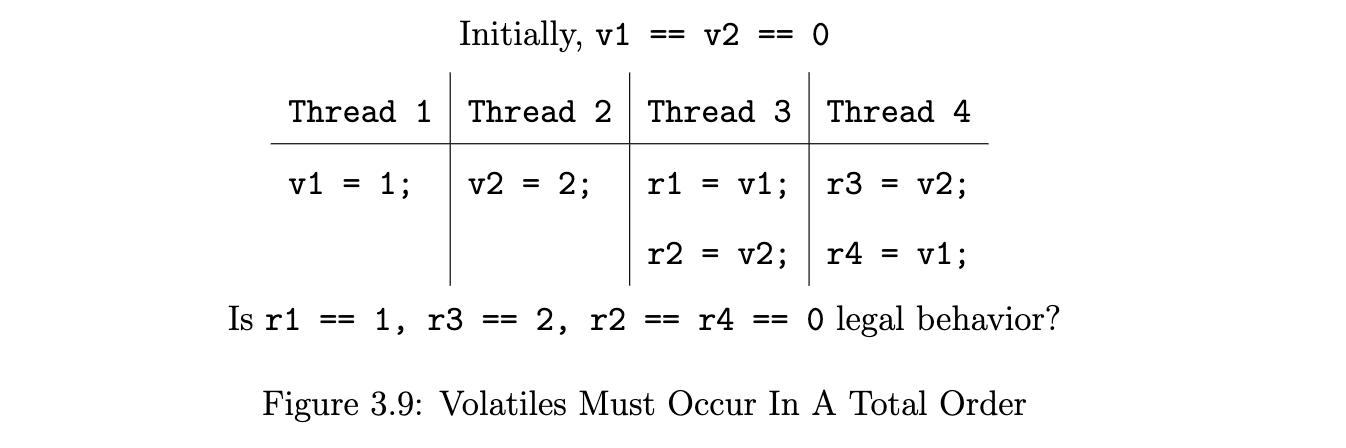 Initially, v1 == v2 == 0
Thread 1 Thread 2 Thread 3 Thread 4
v1 = 1; v2 = 2; r1 = v1; r3 = v2;
r2 = v2; r4 = v1;
Is r1 == 1, r3 == 2, r2 == r4 == 0 legal behavior?
Figure 3.9: Volatiles Must Occur In A Total Order